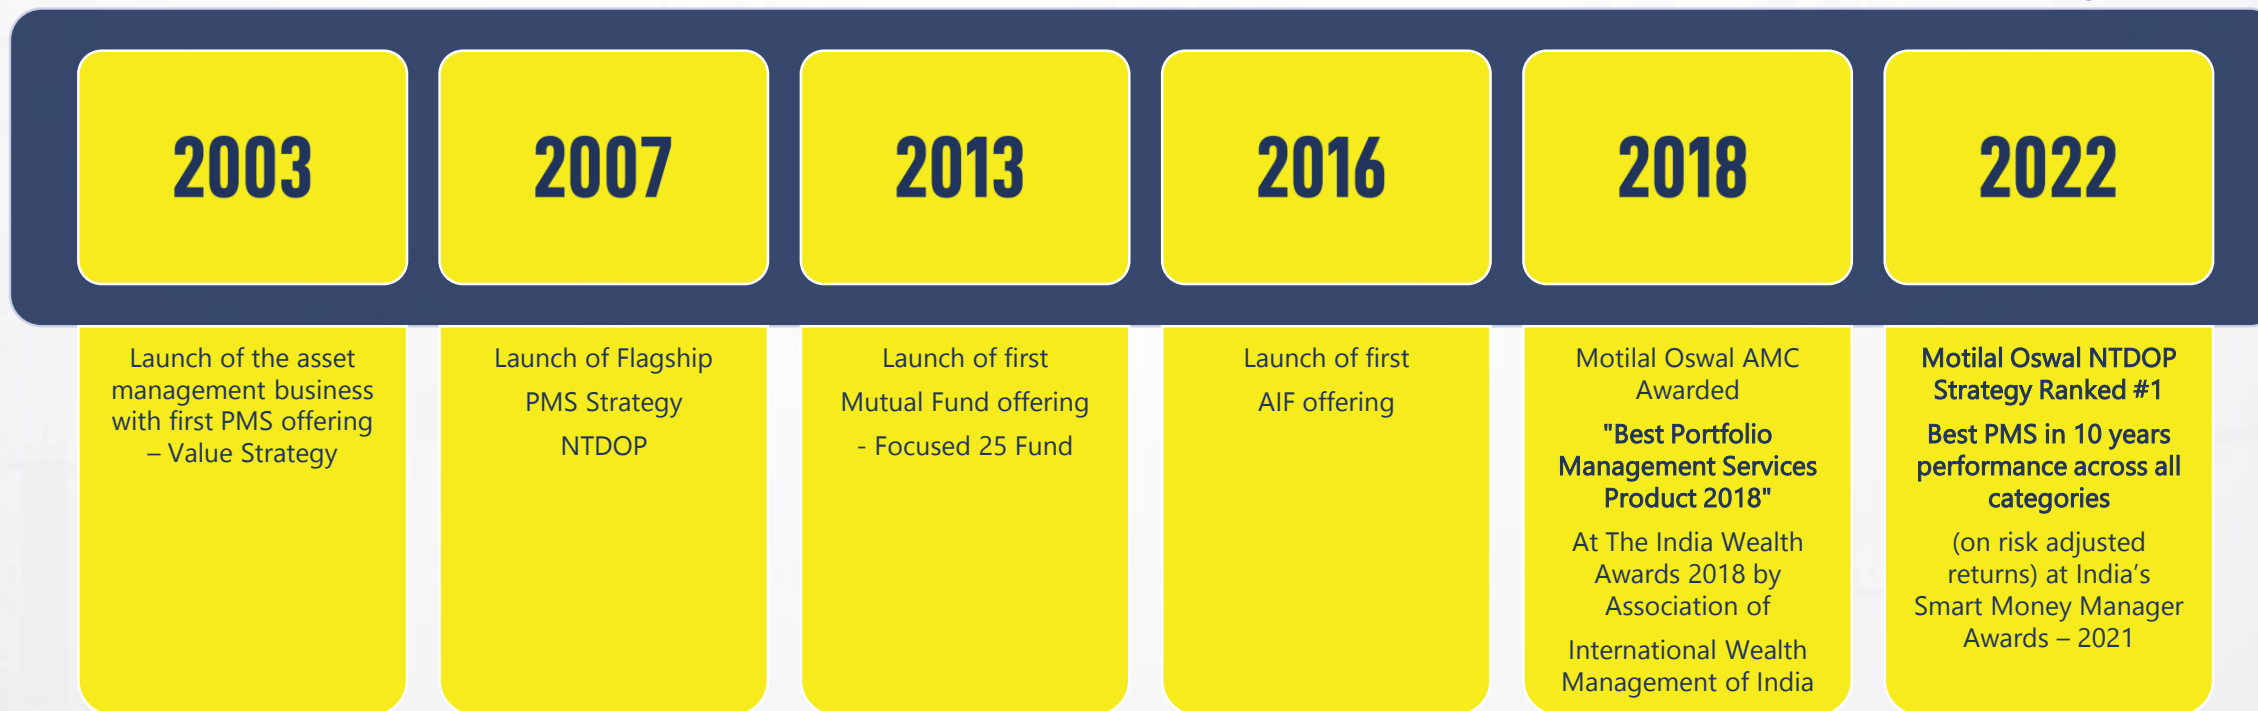 2003
2007
2013
2016
2018
2022
Launch of the asset
management business
with first PMS offering
– Value Strategy
Launch of Flagship
PMS Strategy
NTDOP
Launch of first
Mutual Fund offering
- Focused 25 Fund
Launch of first
AIF offering
Motilal Oswal AMC
Awarded
"Best Portfolio
Management Services
Product 2018"
At The India Wealth
Awards 2018 by
Association of
International Wealth
Management of India
Motilal Oswal NTDOP
Strategy Ranked #1
Best PMS in 10 years
performance across all
categories
(on risk adjusted
returns) at India’s
Smart Money Manager
Awards – 2021